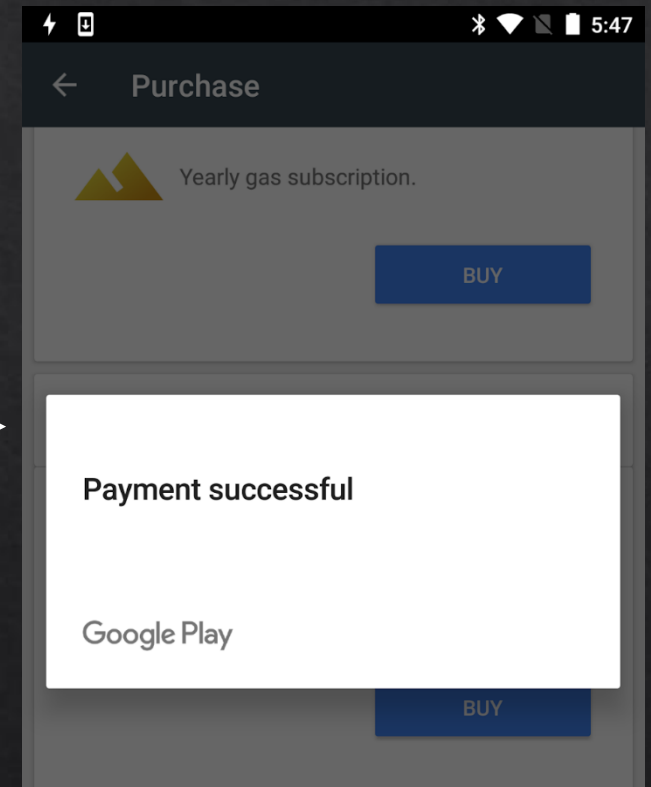 5:47
Purchase
Yearly gas subscription.
BUY
Payment successful
Google Play
BUY